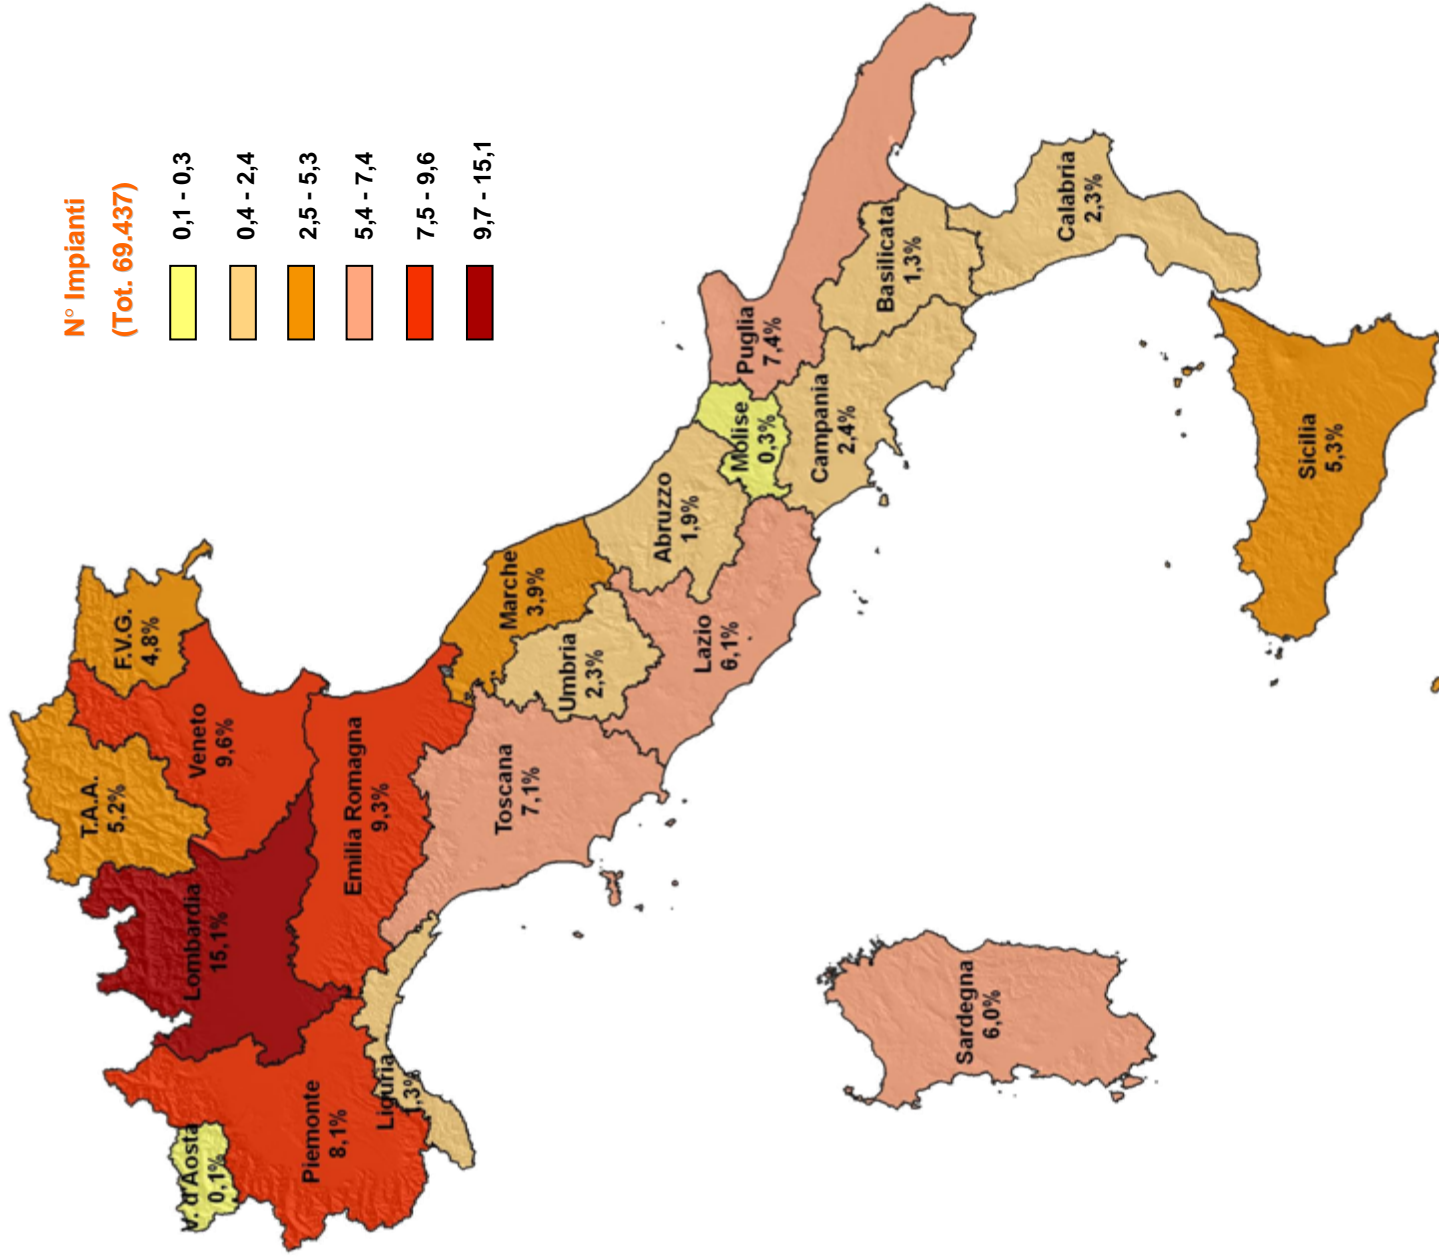 N° Impianti
(Tot. 69.437)
0,1 - 0,3
0,4 - 2,4
2,5 - 5,3
5,4 - 7,4
7,5 - 9,6
9,7 - 15,1
V. d'Aosta
0,1%
Piemonte
8,1%
Liguria
1,3%
Lombardia
15,1%
T.A.A.
5,2%
Veneto
9,6%
F.V.G.
4,8%
Emilia Romagna
9,3%
Toscana
7,1%
Umbria
2,3%
Marche
3,9%
Lazio
6,1%
Abruzzo
1,9%
Molise
0,3%
Campania
2,4%
Puglia
7,4%
Basilicata
1,3%
Calabria
2,3%
Sicilia
5,3%
Sardegna
6,0%